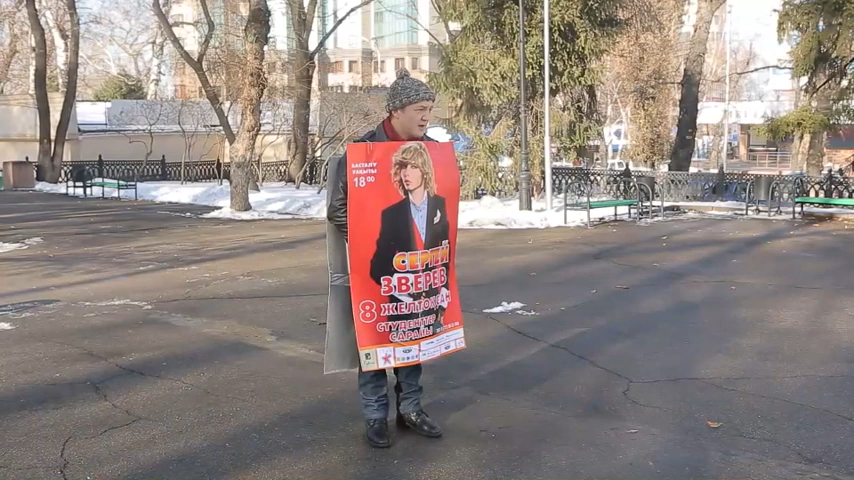 БАСТАЛУ
УАҚЫТЫ
18:00
СЕРГЕЙ
ЗВЕРЕВ
8 ЖЕЛТОҚСАН
СТУДЕНТТЕР
САРАЙЫ